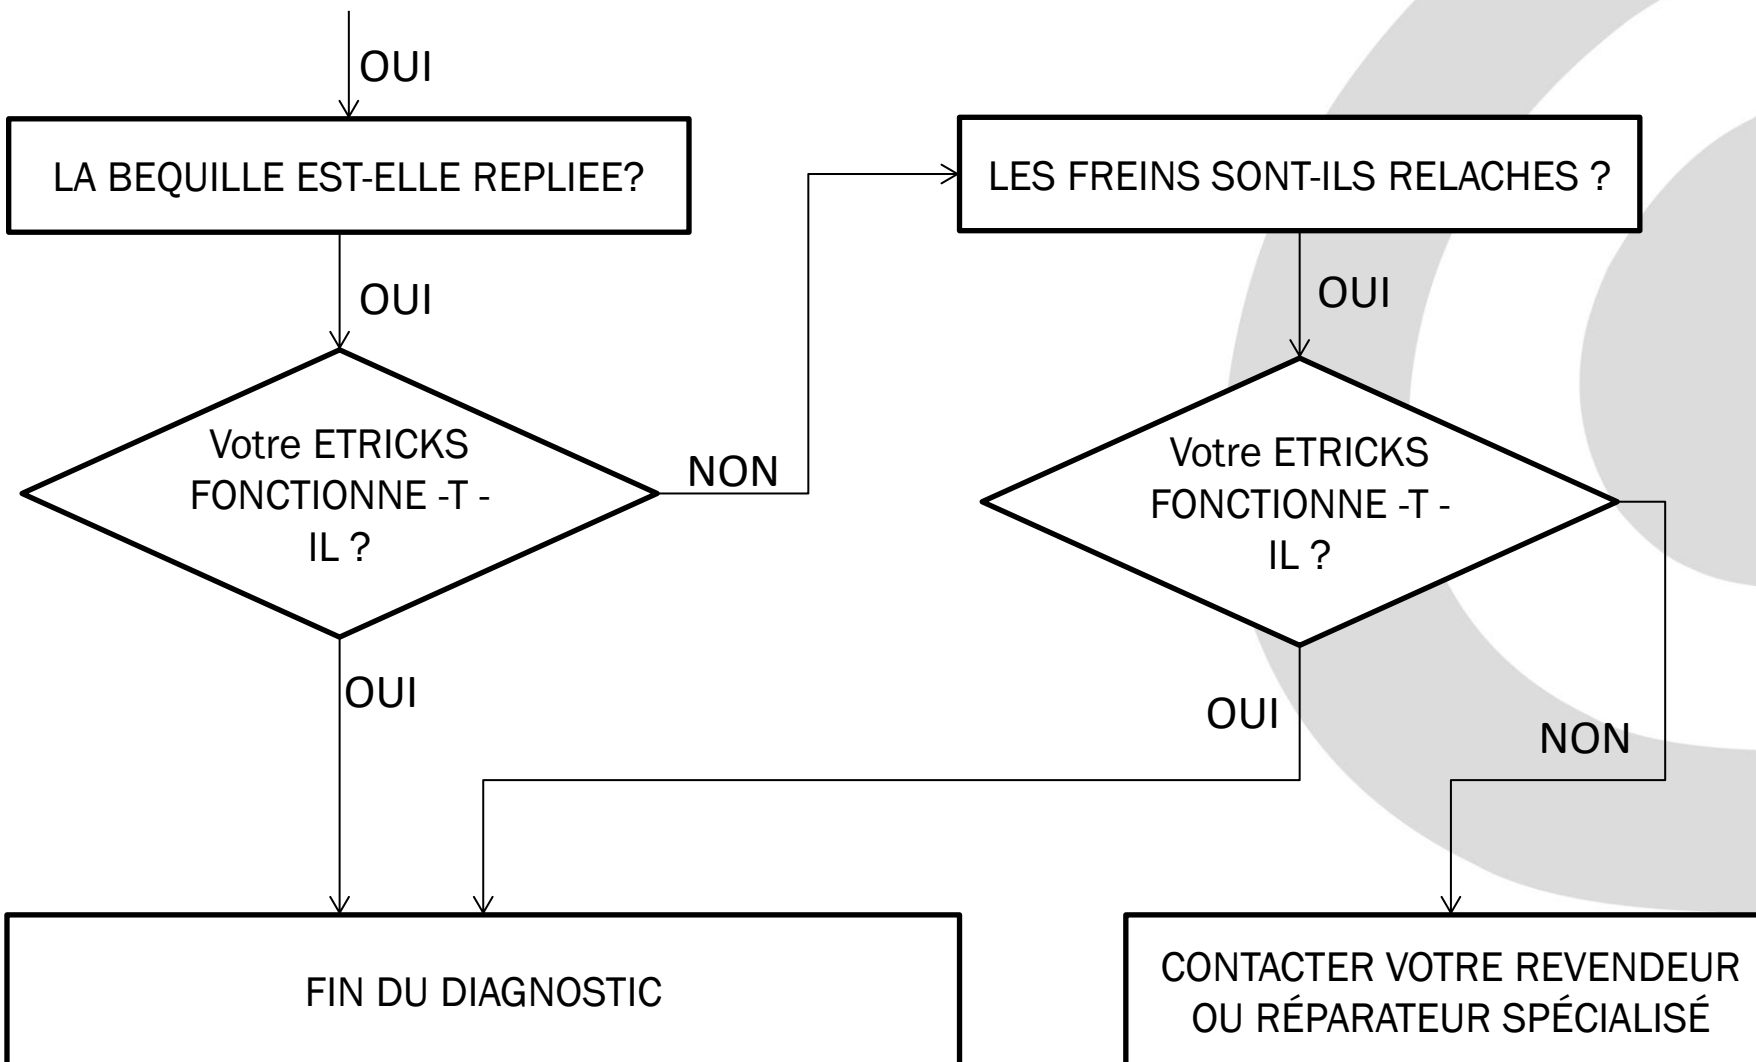 OUI
LA BEQUILLE EST-ELLE REPLIEE?
OUI
Votre ETRICKS
FONCTIONNE -T -
IL ?
NON
OUI
LES FREINS SONT-ILS RELACHES ?
OUI
Votre ETRICKS
FONCTIONNE -T -
IL ?
OUI
NON
FIN DU DIAGNOSTIC
CONTACTER VOTRE REVENDEUR
OU RÉPARATEUR SPÉCIALISÉ